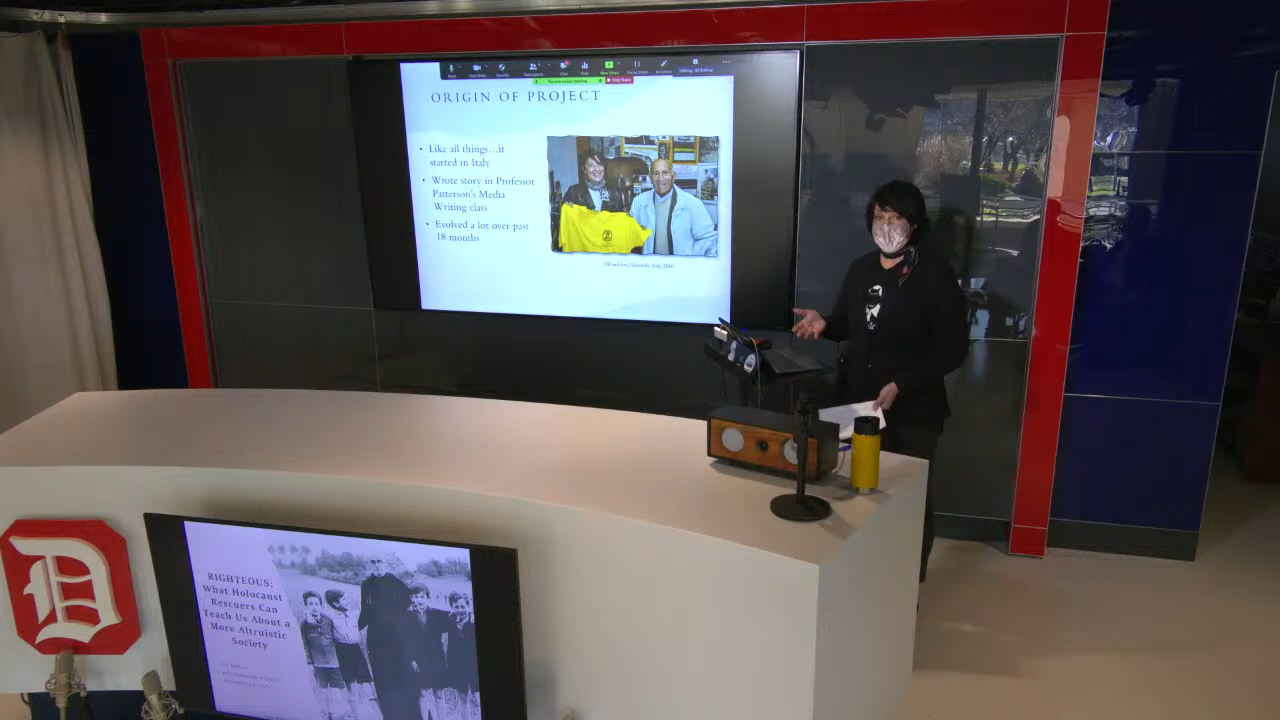 ORIGIN OF PROJECT
• Like all things...it
started in Italy
• Wrote story in Professor
Patterson's Media
Writing class
• Evolved a lot over past
18 months
D
RIGHTEOUS:
What Holocaust
Rescuers Can
Teach Us About a
More Altruistic
Society